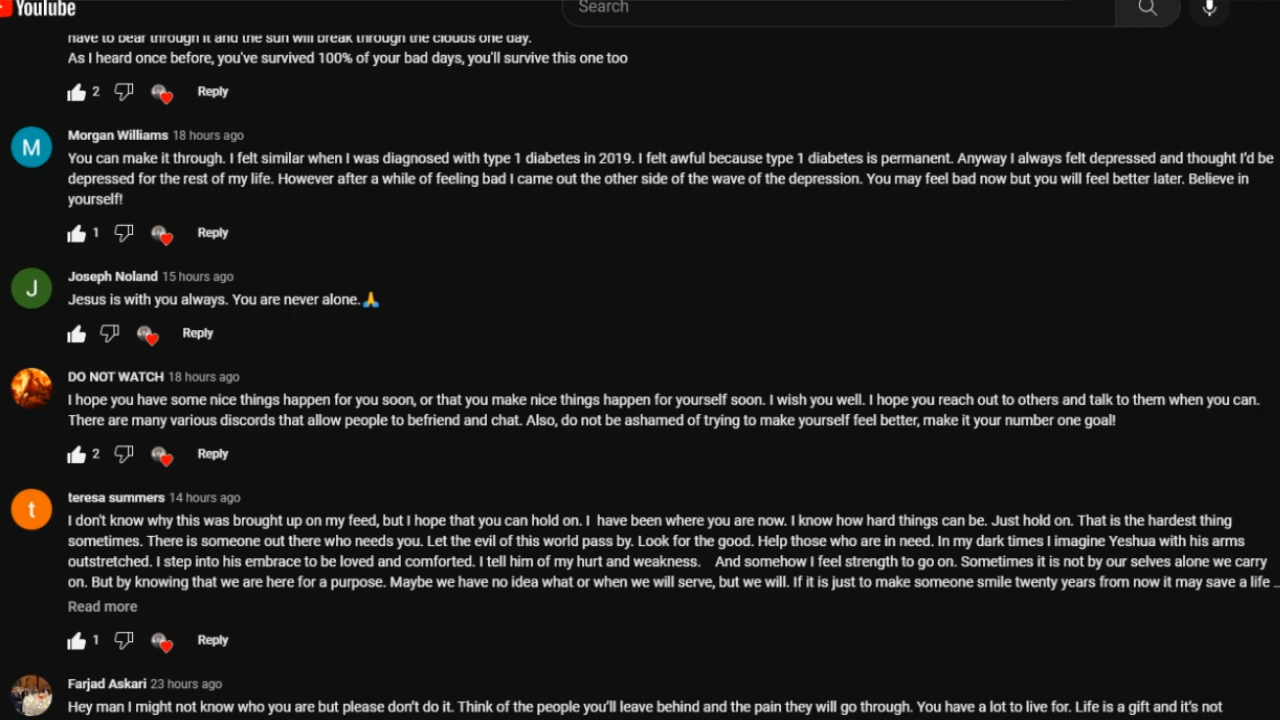 YouTube
Search
have to bear through it and the sun will break through the clouds one day.
As I heard once before, you've survived 100% of your bad days, you'll survive this one too
2 Reply
M
Morgan Williams 18 hours ago
You can make it through. I felt similar when I was diagnosed with type 1 diabetes in 2019. I felt awful because type 1 diabetes is permanent. Anyway I always felt depressed and thought I'd be
depressed for the rest of my life. However after a while of feeling bad I came out the other side of the wave of the depression. You may feel bad now but you will feel better later. Believe in
yourself!
1 Reply
Joseph Noland 15 hours ago
J
Jesus is with you always. You are never alone.🙏
Reply
DO NOT WATCH 18 hours ago
I hope you have some nice things happen for you soon, or that you make nice things happen for yourself soon. I wish you well. I hope you reach out to others and talk to them when you can.
There are many various discords that allow people to befriend and chat. Also, do not be ashamed of trying to make yourself feel better, make it your number one goal!
2 Reply
teresa summers 14 hours ago
t
I don't know why this was brought up on my feed, but I hope that you can hold on. I have been where you are now. I know how hard things can be. Just hold on. That is the hardest thing
sometimes. There is someone out there who needs you. Let the evil of this world pass by. Look for the good. Help those who are in need. In my dark times I imagine Yeshua with his arms
outstretched. I step into his embrace to be loved and comforted. I tell him of my hurt and weakness. And somehow I feel strength to go on. Sometimes it is not by our selves alone we carry
on. But by knowing that we are here for a purpose. Maybe we have no idea what or when we will serve, but we will. If it is just to make someone smile twenty years from now it may save a life ...
Read more
1 Reply
Farjad Askari 23 hours ago
Hey man I might not know who you are but please don't do it. Think of the people you'll leave behind and the pain they will go through. You have a lot to live for. Life is a gift and it's not